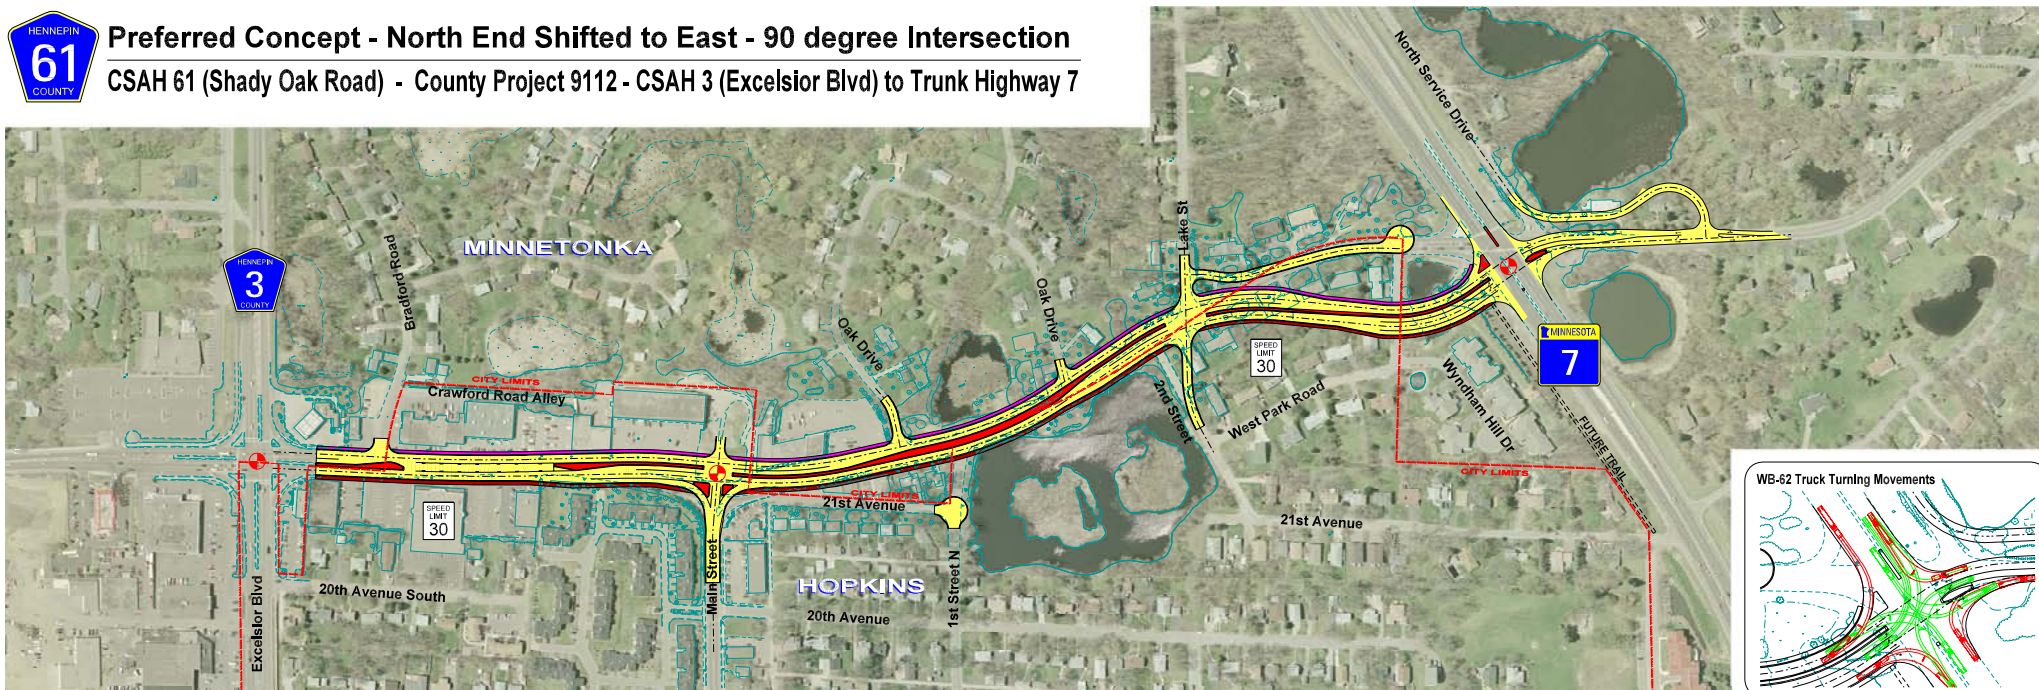 HENNEPIN
61
COUNTY
Preferred Concept - North End Shifted to East - 90 degree Intersection
CSAH 61 (Shady Oak Road) - County Project 9112 - CSAH 3 (Excelsior Blvd) to Trunk Highway 7
North Service Drive
Lake St
MINNETONKA
Bradford Road
HENNEPIN
3
COUNTY
Oak Drive
Oak Drive
MINNESOTA
7
SPEED
LIMIT
30
CITY LIMITS
Crawford Road Alley
2nd Street
West Park Road
Wyndham Hill Dr
FUTURE TRAIL
CITY LIMITS
WB-62 Truck Turning Movements
CITY LIMITS
21st Avenue
SPEED
LIMIT
30
21st Avenue
Excelsior Blvd
20th Avenue South
Main Street
HOPKINS
20th Avenue
1st Street N